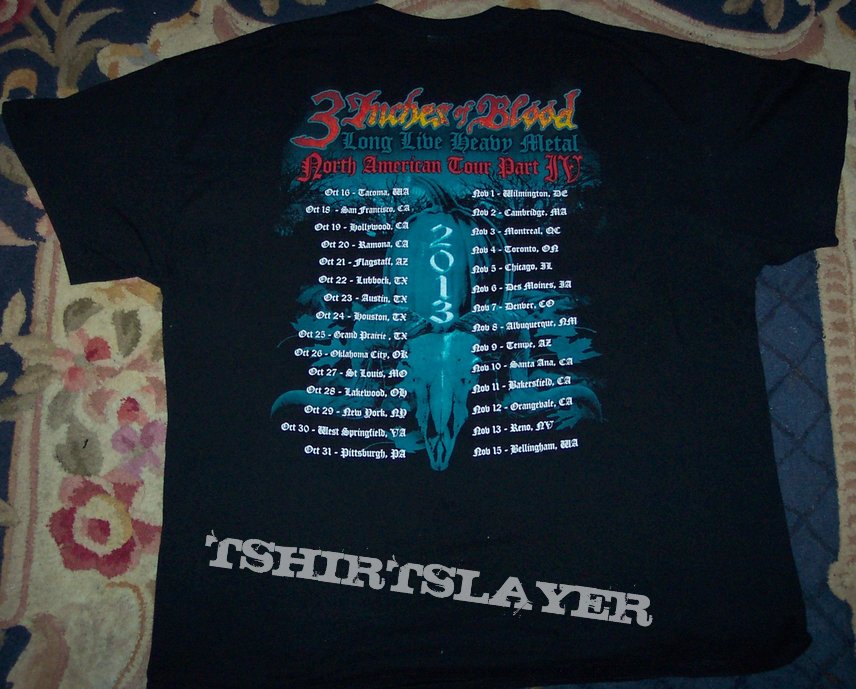 3 Inches of Blood
Long Live Heavy Metal
North American Tour Part IV
2013
Oct 16 - Tacoma, WA
Oct 18 - San Francisco, CA
Oct 19 - Hollywood, CA
Oct 20 - Ramona, CA
Oct 21 - Flagstaff, AZ
Oct 22 - Lubbock, TX
Oct 23 - Austin, TX
Oct 24 - Houston, TX
Oct 25 - Grand Prairie , TX
Oct 26 - Oklahoma City, OK
Oct 27 - St Louis, MO
Oct 28 - Lakewood, OH
Oct 29 - New York, NY
Oct 30 - West Springfield, VA
Oct 31 - Pittsburgh, PA
Nov 1 - Wilmington, DE
Nov 2 - Cambridge, MA
Nov 3 - Montreal, QC
Nov 4 - Toronto, ON
Nov 5 - Chicago, IL
Nov 6 - Des Moines, IA
Nov 7 - Denver, CO
Nov 8 - Albuquerque, NM
Nov 9 - Tempe, AZ
Nov 10 - Santa Ana, CA
Nov 11 - Bakersfield, CA
Nov 12 - Orangevale, CA
Nov 13 - Reno, NV
Nov 15 - Bellingham, WA
TSHIRTSLAYER